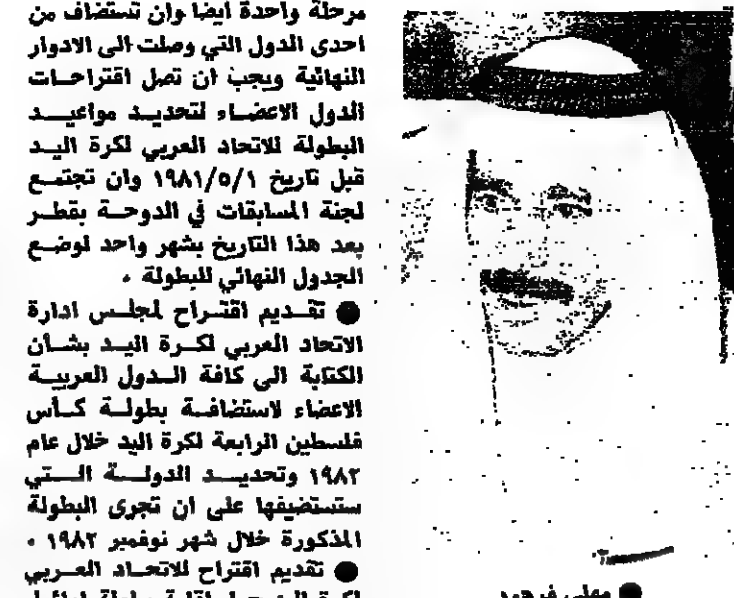 مرحلة واحدة ايضا وان تستضاف من
احدى الدول التي وصلت الى الادوار
النهائية ويجب ان تصل اقتراحات
الدول الاعضاء لتحديد مواعيد
البطولة للاتحاد العربي لكرة اليد
قبل تاريخ ١٩٨١/٥/١ وان تجتمع
لجنة المسابقات في الدوحة بقطر
بعد هذا التاريخ بشهر واحد لوضع
الجدول النهائي للبطولة .
● تقديم اقتراح لمجلس ادارة
الاتحاد العربي لكرة اليد بشأن
الكتابة الى كافة الدول العربية
الاعضاء لاستضافة بطولة كأس
فلسطين الرابعة لكرة اليد خلال عام
١٩٨٢ وتحديد الدولة التي
ستستضيفها على ان تجرى البطولة
المذكورة خلال شهر نوفمبر ١٩٨٢ .
● تقديم اقتراح للاتحاد العربي